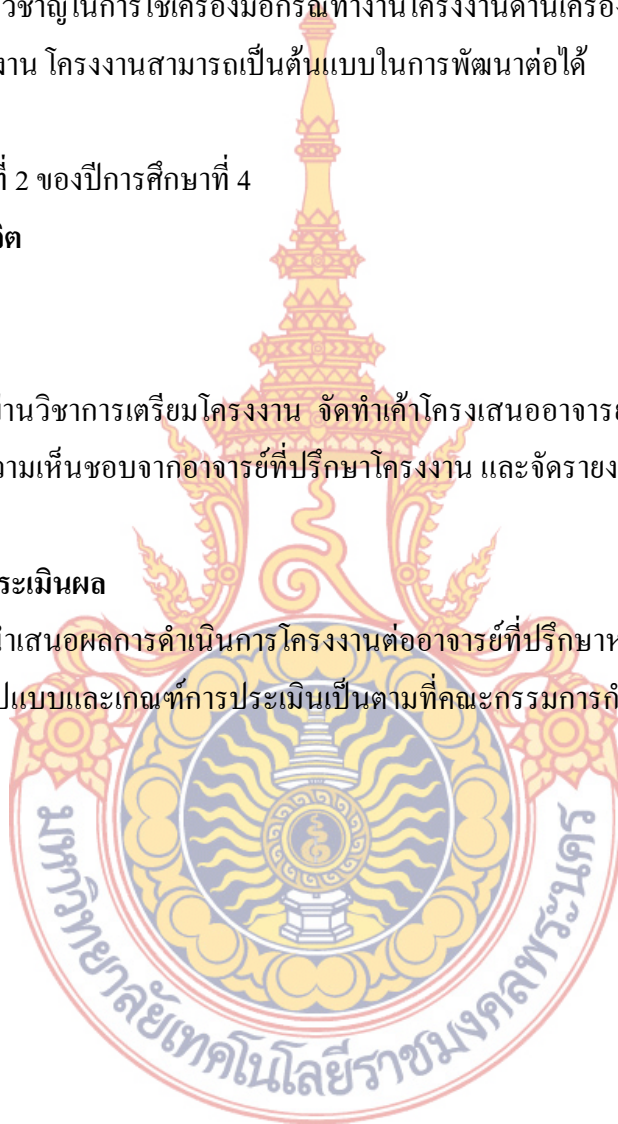 วชาญในการใช้เครื่องมือกรณ์ทำงานโครงงานด้านเครื่อง
งาน โครงงานสามารถเป็นต้นแบบในการพัฒนาต่อได้
ที่ 2 ของปีการศึกษาที่ 4
ผ่านวิชาการเตรียมโครงงาน จัดทำเค้าโครงเสนออาจารย
วามเห็นชอบจากอาจารย์ที่ปรึกษาโครงงาน และจัดรายง
ระเมินผล
นำเสนอผลการดำเนินการโครงงานต่ออาจารย์ที่ปรึกษาห
ปแบบและเกณฑ์การประเมินเป็นตามที่คณะกรรมการก
มหาวิทยาลัยเทคโนโลยีราชมงคลพระนคร